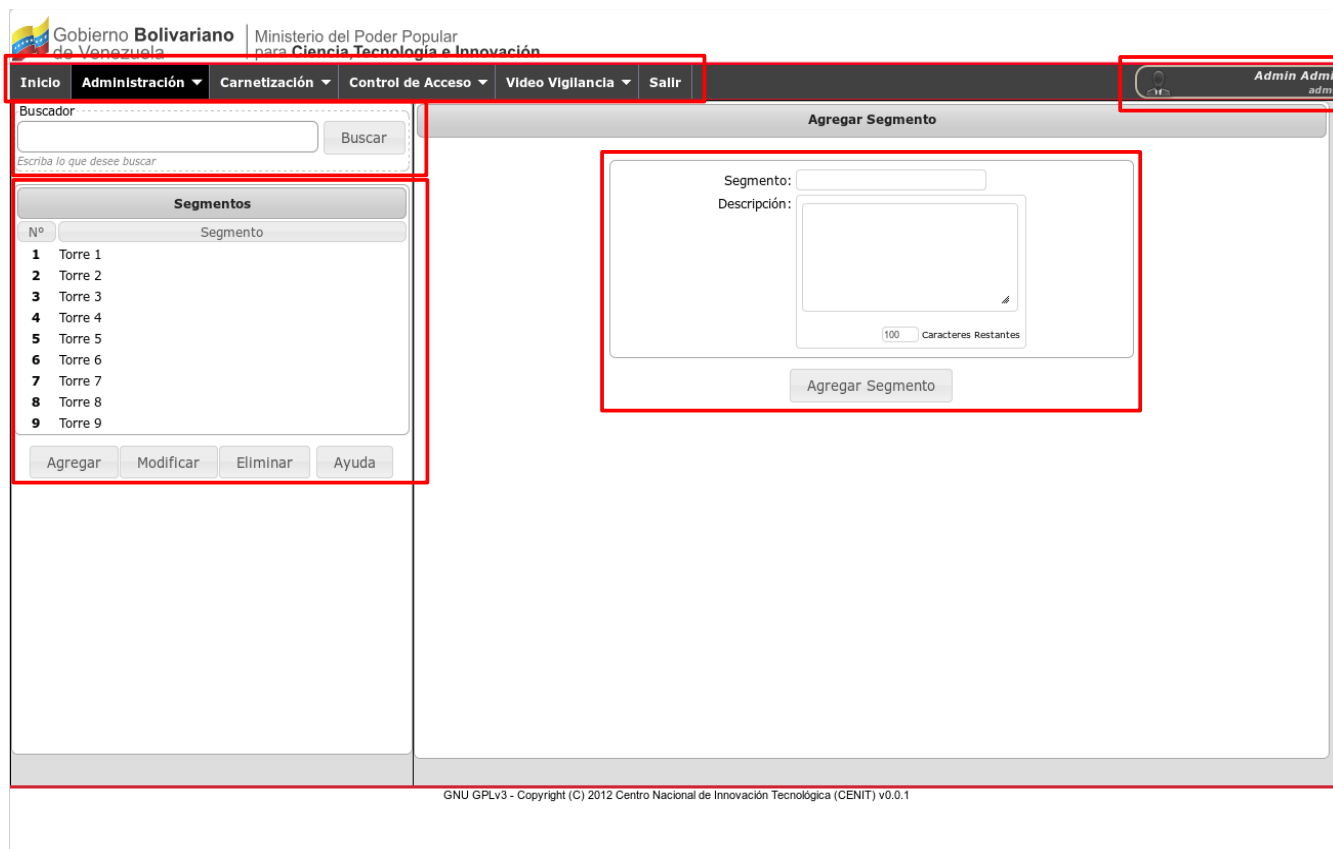 Gobierno Bolivariano
de Venezuela
Ministerio del Poder Popular
para Ciencia,Tecnología e Innovación
Inicio Administración Carnetización Control de Acceso Video Vigilancia Salir
Admin Admi
adm
Buscador
Buscar
Escriba lo que desee buscar
Segmentos
Nº Segmento
1 Torre 1
2 Torre 2
3 Torre 3
4 Torre 4
5 Torre 5
6 Torre 6
7 Torre 7
8 Torre 8
9 Torre 9
Agregar Modificar Eliminar Ayuda
Agregar Segmento
Segmento:
Descripción:
100 Caracteres Restantes
Agregar Segmento
GNU GPLv3 - Copyright (C) 2012 Centro Nacional de Innovación Tecnológica (CENIT) v0.0.1